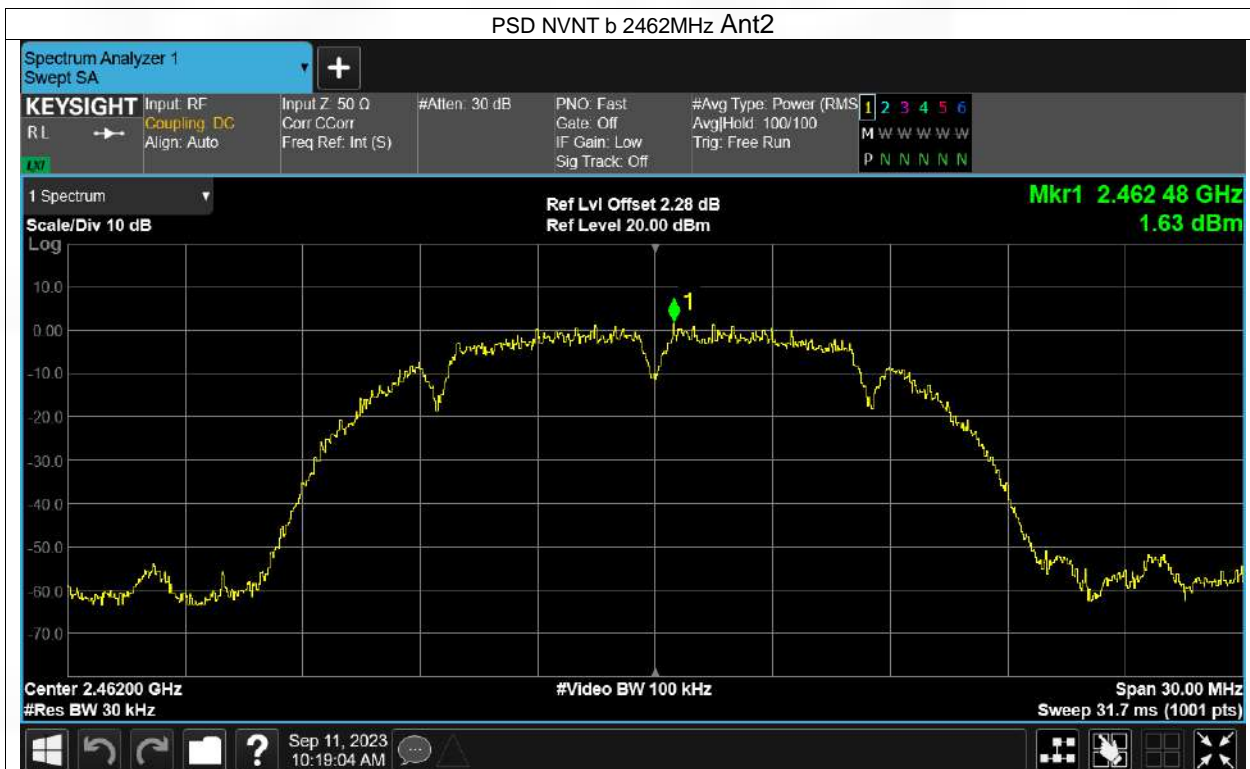 PSD NVNT b 2462MHz Ant2
Spectrum Analyzer 1
Swept SA
+
KEYSIGHT
RL
LXI
Input: RF
Coupling: DC
Align: Auto
Input Z: 50 Ω
Corr CCorr
Freq Ref: Int (S)
#Atten: 30 dB
PNO: Fast
Gate: Off
IF Gain: Low
Sig Track: Off
#Avg Type: Power (RMS
Avg|Hold: 100/100
Trig: Free Run
1 2 3 4 5 6
M W W W W W
P N N N N N
1 Spectrum
Scale/Div 10 dB
Log
Ref Lvl Offset 2.28 dB
Ref Level 20.00 dBm
Mkr1 2.462 48 GHz
1.63 dBm
10.0
0.00
-10.0
-20.0
-30.0
-40.0
-50.0
-60.0
-70.0
1
Center 2.46200 GHz
#Res BW 30 kHz
#Video BW 100 kHz
Span 30.00 MHz
Sweep 31.7 ms (1001 pts)
?
Sep 11, 2023
10:19:04 AM